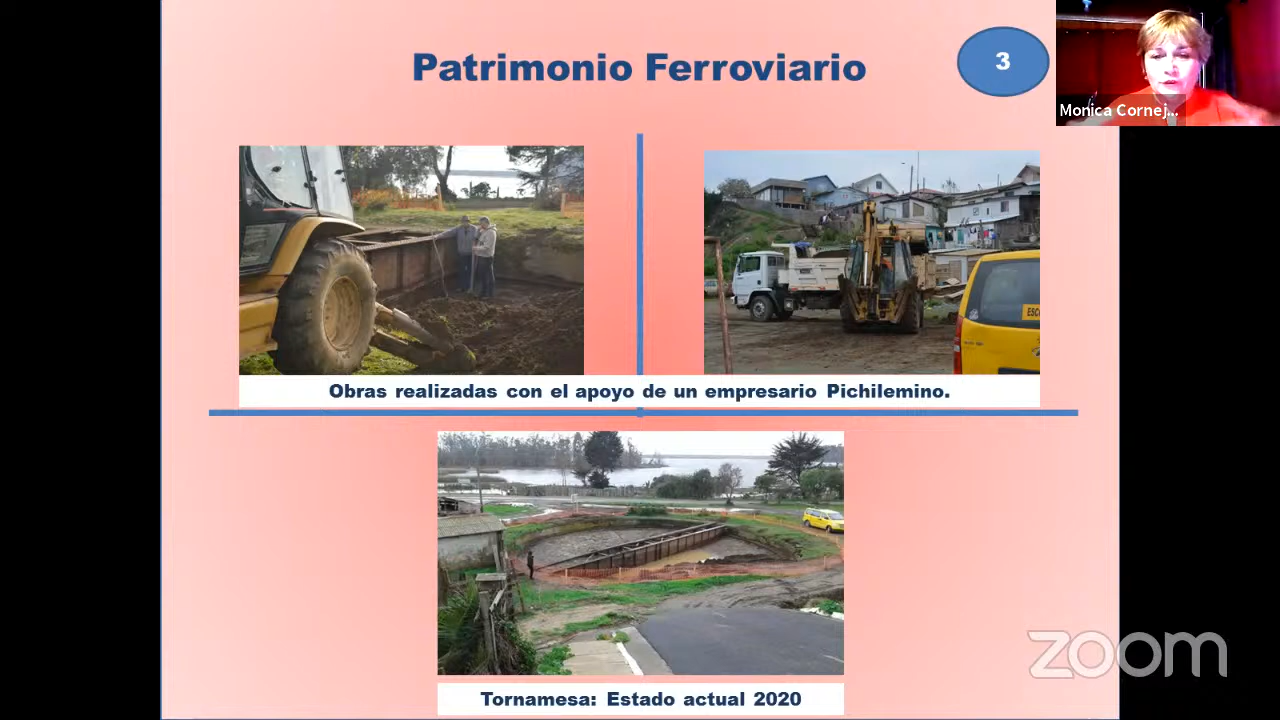 Patrimonio Ferroviario
3
Monica Cornej...
ESC
Obras realizadas con el apoyo de un empresario Pichilemino.
Tornamesa: Estado actual 2020
zoom